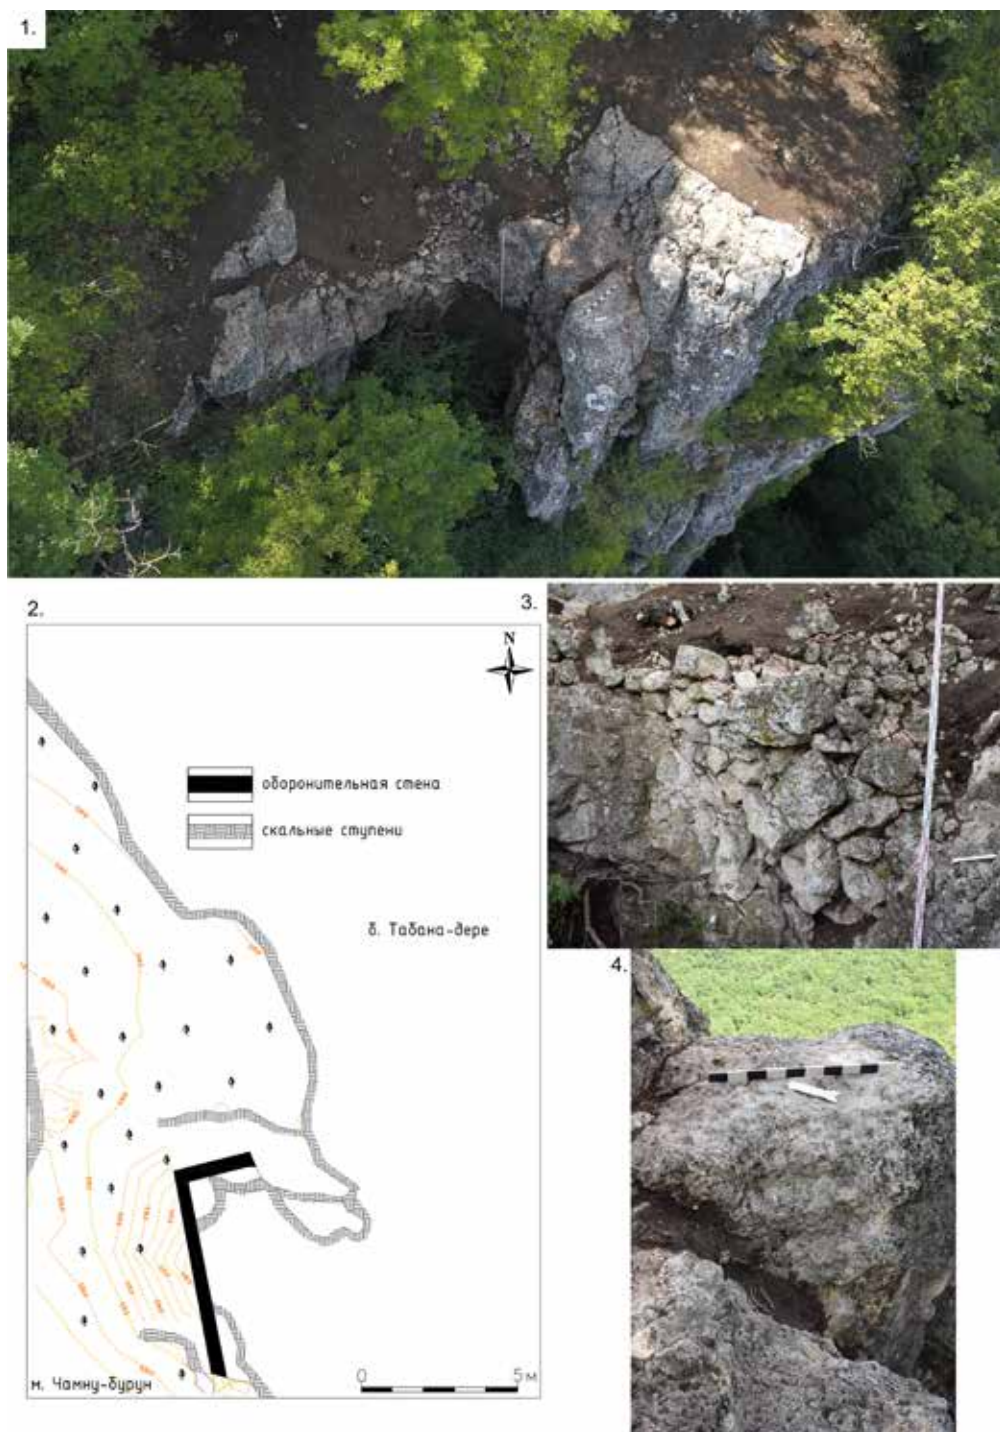 1.
2.
3.
N
оборонительная стена
скальные ступени
б. Табана-дере
4.
м. Чамну-бурун
0 5 м